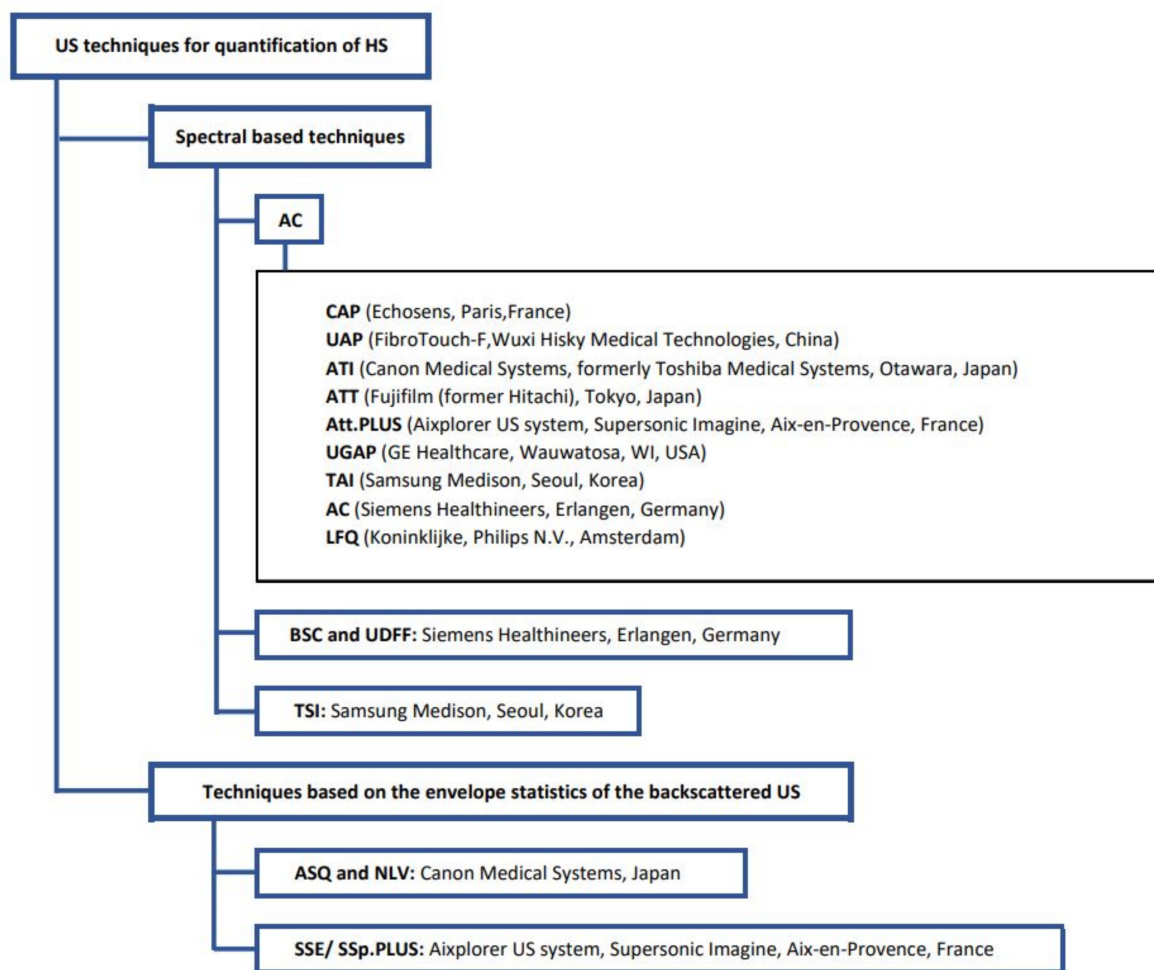 US techniques for quantification of HS
Spectral based techniques
AC
CAP (Echosens, Paris,France)
UAP (FibroTouch-F,Wuxi Hisky Medical Technologies, China)
ATI (Canon Medical Systems, formerly Toshiba Medical Systems, Otawara, Japan)
ATT (Fujifilm (former Hitachi), Tokyo, Japan)
Att.PLUS (Aixplorer US system, Supersonic Imagine, Aix-en-Provence, France)
UGAP (GE Healthcare, Wauwatosa, WI, USA)
TAI (Samsung Medison, Seoul, Korea)
AC (Siemens Healthineers, Erlangen, Germany)
LFQ (Koninklijke, Philips N.V., Amsterdam)
BSC and UDFF: Siemens Healthineers, Erlangen, Germany
TSI: Samsung Medison, Seoul, Korea
Techniques based on the envelope statistics of the backscattered US
ASQ and NLV: Canon Medical Systems, Japan
SSE/ SSp.PLUS: Aixplorer US system, Supersonic Imagine, Aix-en-Provence, France